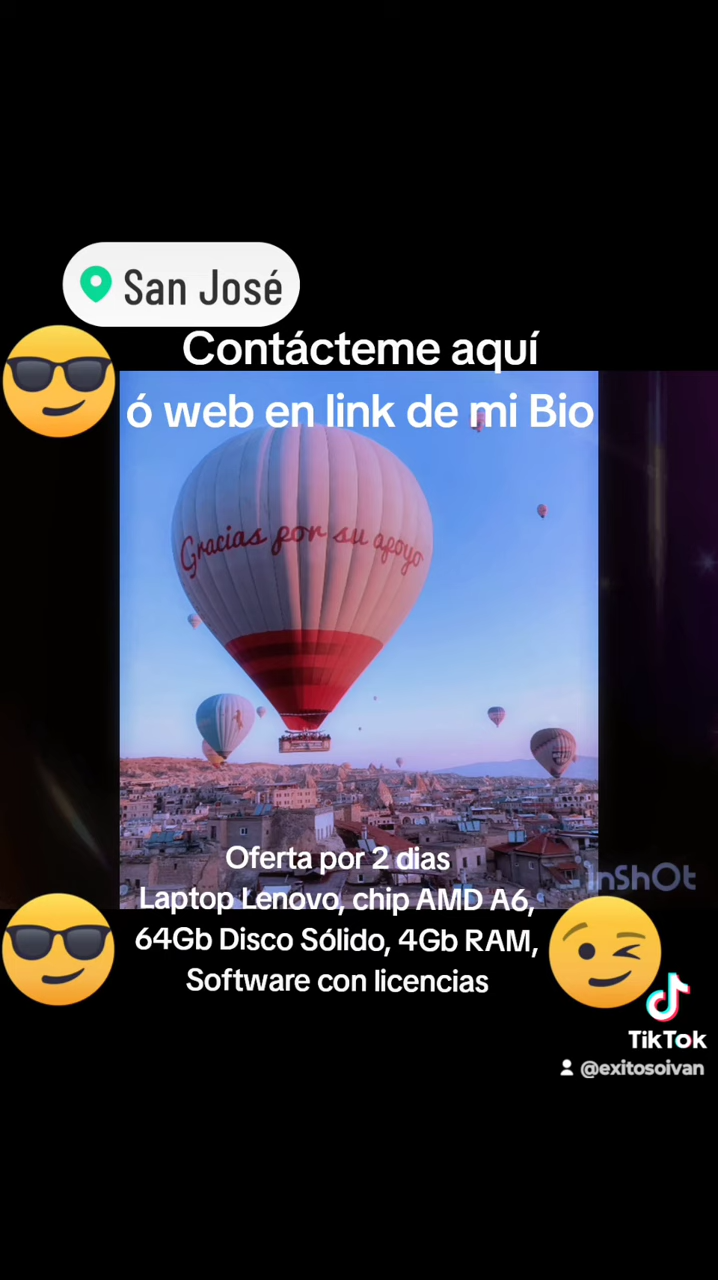 San José
Contácteme aquí
ó web en link de mi Bio
Gracias por su apoyo
Oferta por 2 dias
Laptop Lenovo, chip AMD A6,
64Gb Disco Sólido, 4Gb RAM,
Software con licencias
InShOt
TikTok
@exitosoivan